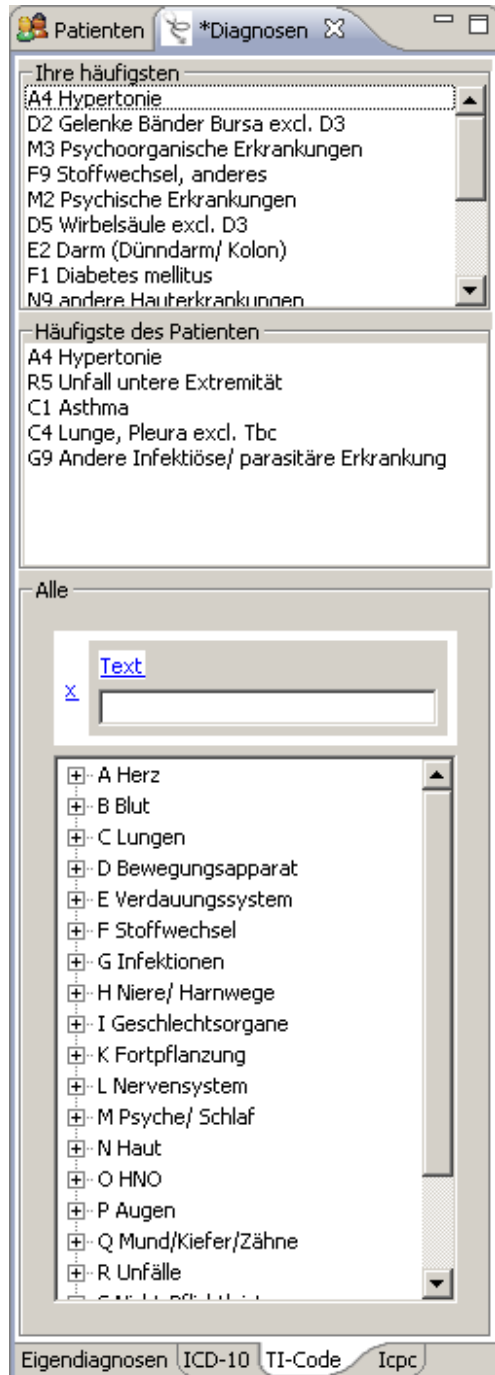 Patienten *Diagnosen
Ihre häufigsten
A4 Hypertonie
D2 Gelenke Bänder Bursa excl. D3
M3 Psychoorganische Erkrankungen
F9 Stoffwechsel, anderes
M2 Psychische Erkrankungen
D5 Wirbelsäule excl. D3
E2 Darm (Dünndarm/ Kolon)
F1 Diabetes mellitus
N9 andere Hauterkrankungen
Häufigste des Patienten
A4 Hypertonie
R5 Unfall untere Extremität
C1 Asthma
C4 Lunge, Pleura excl. Tbc
G9 Andere Infektiöse/ parasitäre Erkrankung
Alle
Text
x
A Herz
B Blut
C Lungen
D Bewegungsapparat
E Verdauungssystem
F Stoffwechsel
G Infektionen
H Niere/ Harnwege
I Geschlechtsorgane
K Fortpflanzung
L Nervensystem
M Psyche/ Schlaf
N Haut
O HNO
P Augen
Q Mund/Kiefer/Zähne
R Unfälle
Eigendiagnosen ICD-10 TI-Code Icpc